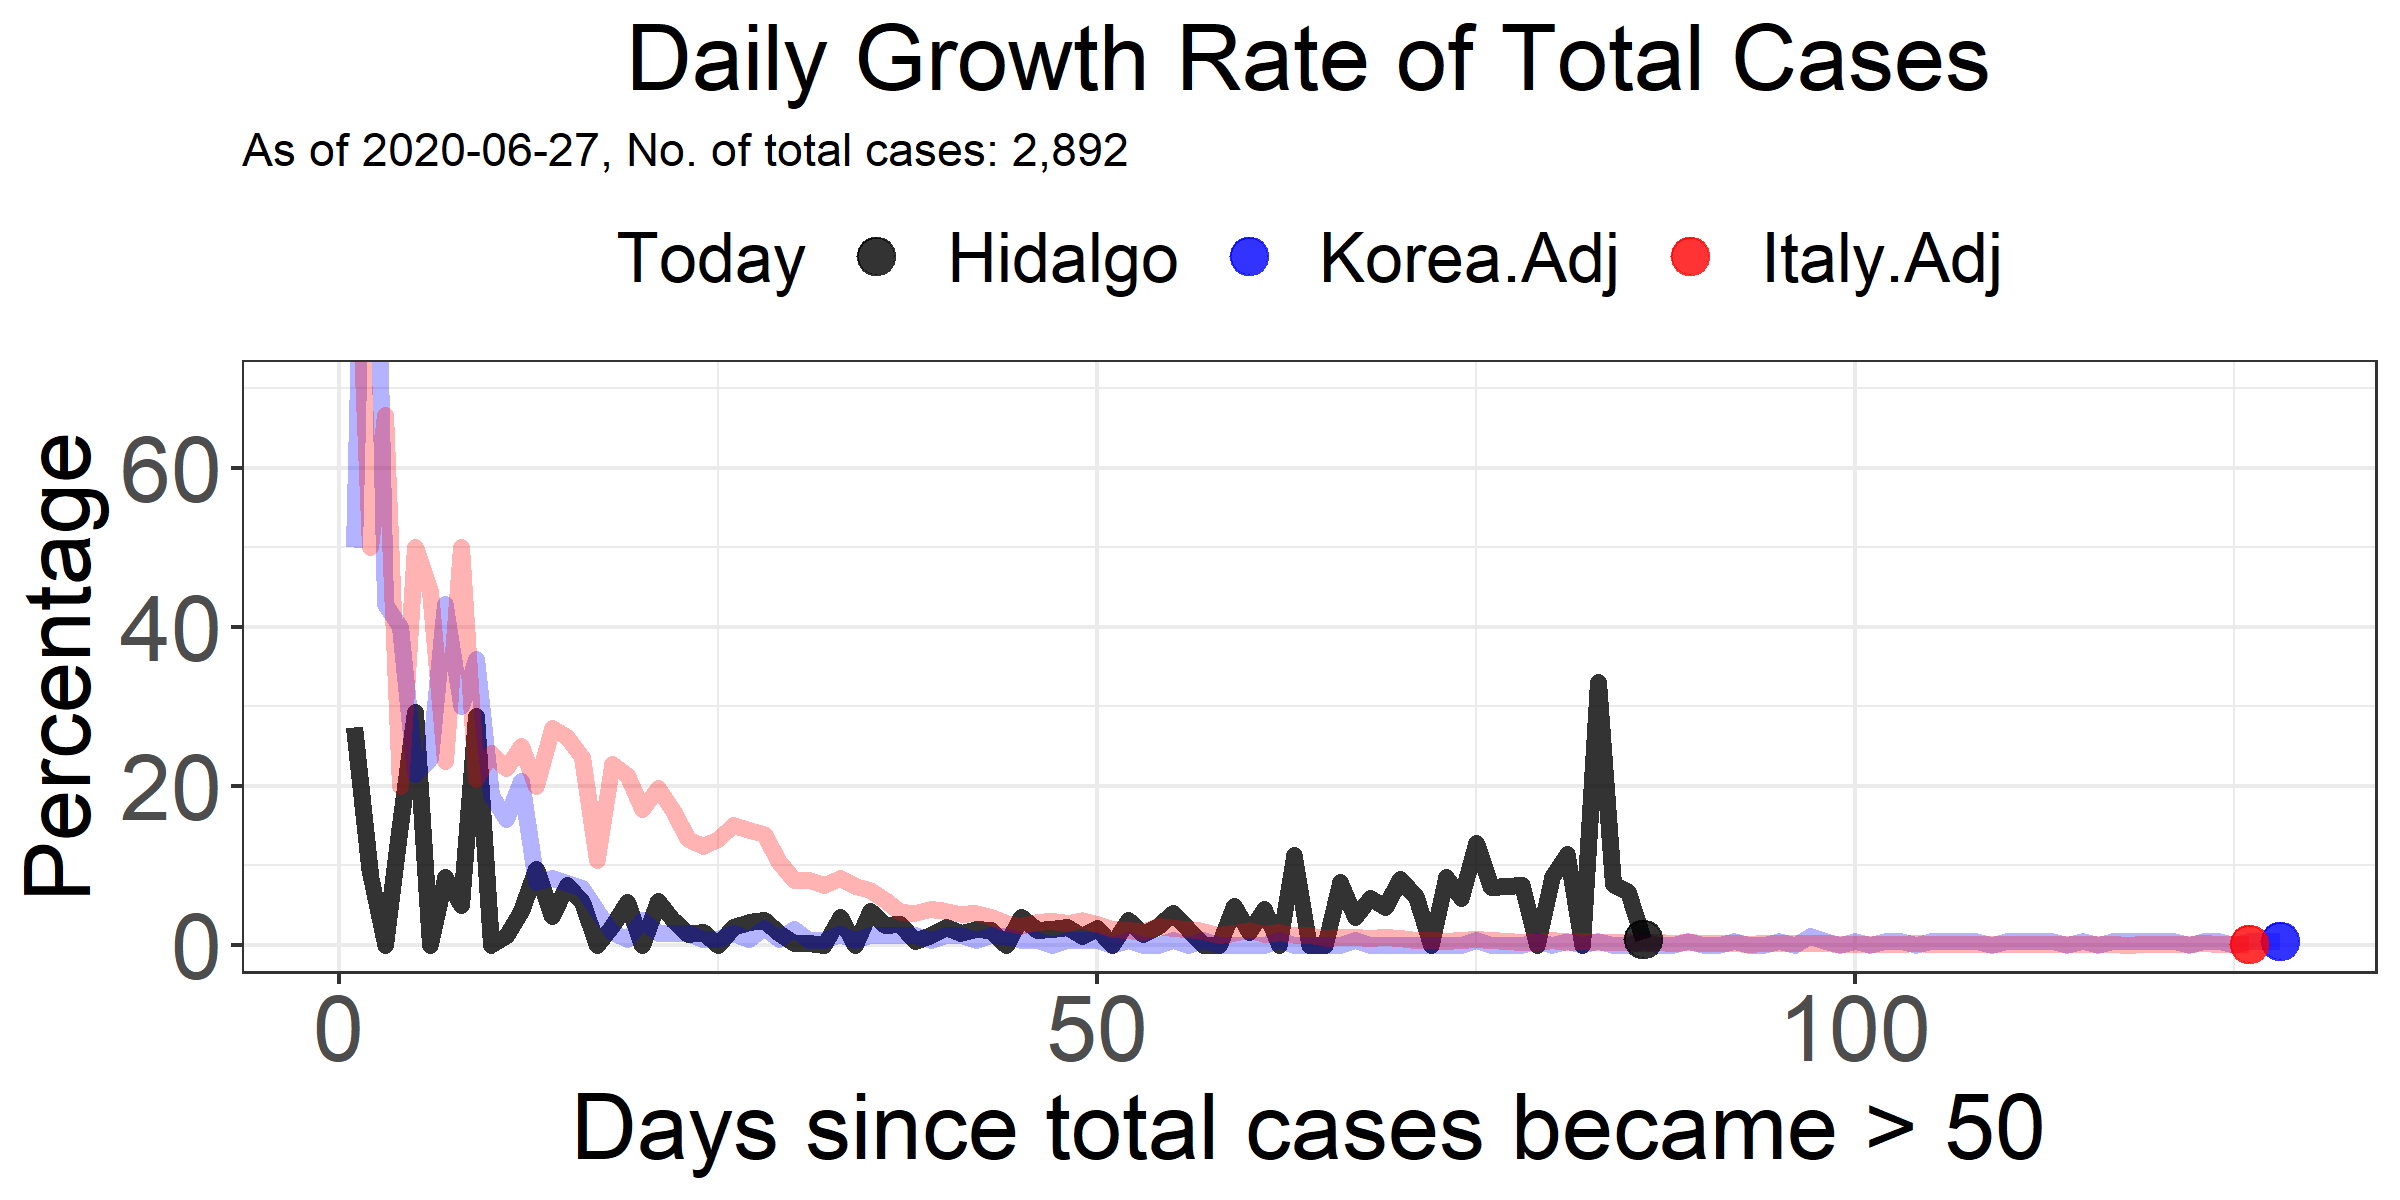 Daily Growth Rate of Total Cases
As of 2020-06-27, No. of total cases: 2,892
Today Hidalgo Korea.Adj Italy.Adj
Percentage
60
40
20
0
0 50 100
Days since total cases became > 50